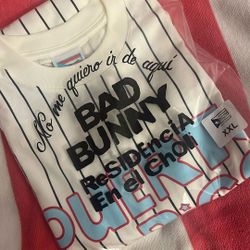 No me quiero ir de aquí
BAD
BUNNY
ReSiDENCiA
En el Choli
XXL